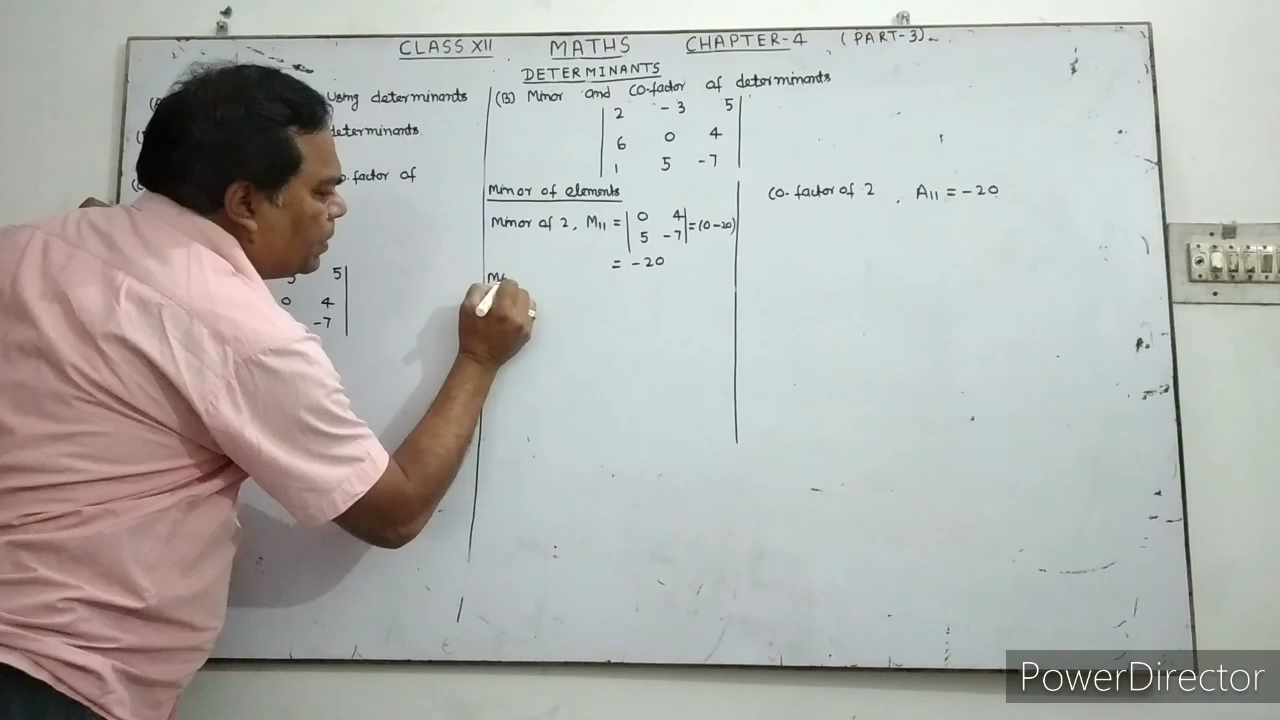 CLASS XII MATHS CHAPTER-4 (PART-3)
DETERMINANTS
Using determinants
determinants.
factor of
5
0 4
-7
(B) Minor and co-factor of determinants
2 -3 5
6 0 4
1 5 -7
Minor of elements
Minor of 2, M11 = | 0 4 | = (0-20)
| 5 -7 |
= -20
Co-factor of 2, A11 = -20
PowerDirector